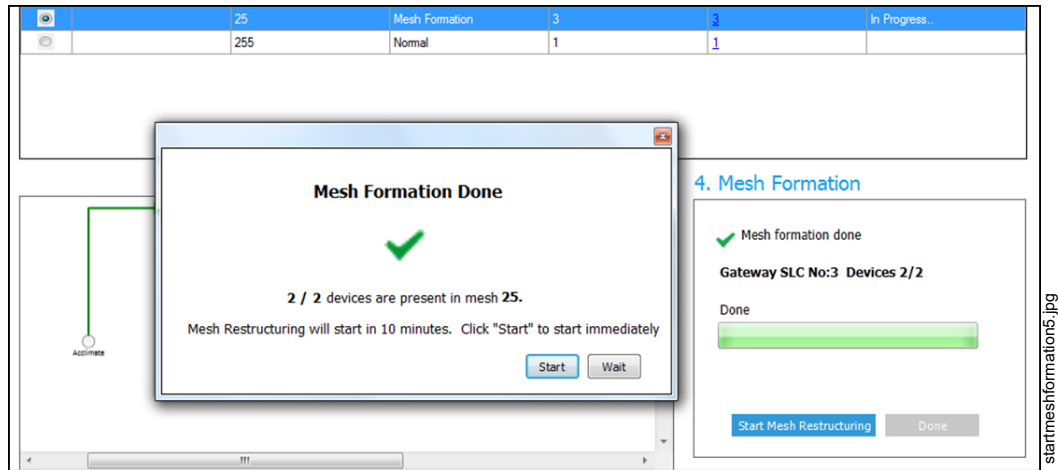 25 Mesh Formation 3 3 In Progress..
255 Normal 1 1
Mesh Formation Done
2 / 2 devices are present in mesh 25.
Mesh Restructuring will start in 10 minutes. Click "Start" to start immediately
Start Wait
Acclimate
4. Mesh Formation
Mesh formation done
Gateway SLC No:3 Devices 2/2
Done
Start Mesh Restructuring Done
startmeshformation5.jpg